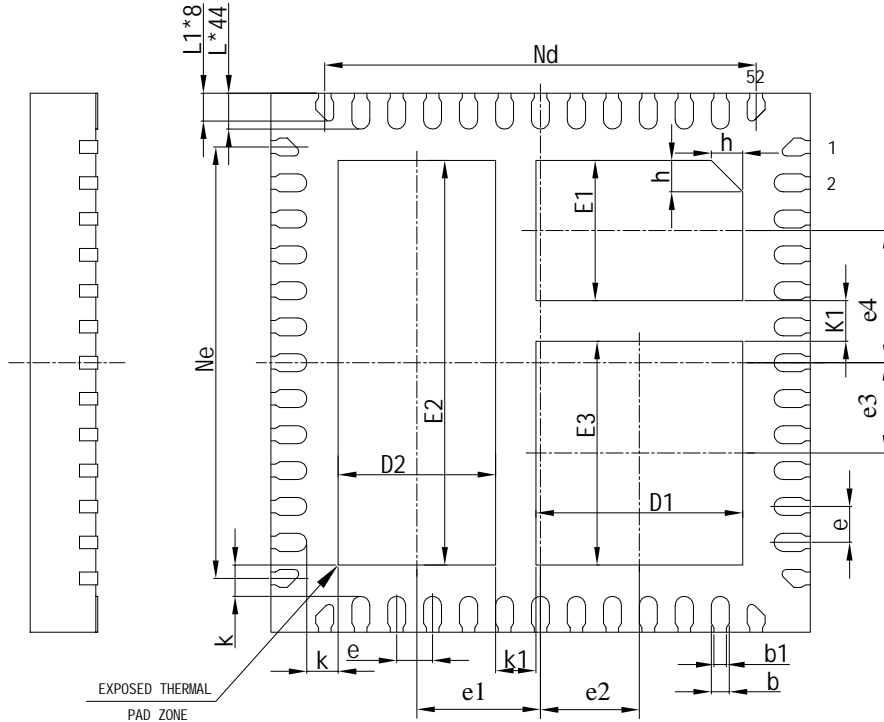 L1*8
L*44
Nd
52
1
2
h
h
E1
e4
K1
Ne
E2
E3
e3
D2
D1
e
k
k
e
k1
b1
b
e1
e2
EXPOSED THERMAL
PAD ZONE